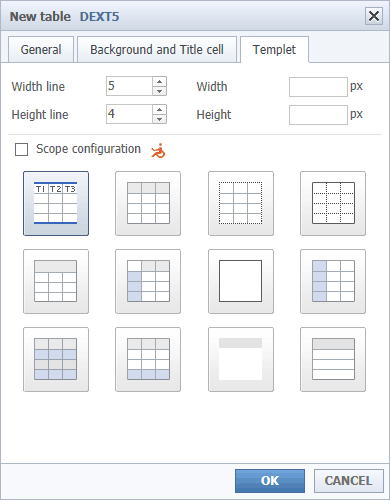 New table DEXT5
General Background and Title cell Templet
Width line 5 Width px
Height line 4 Height px
Scope configuration
T1 T2 T3
OK CANCEL